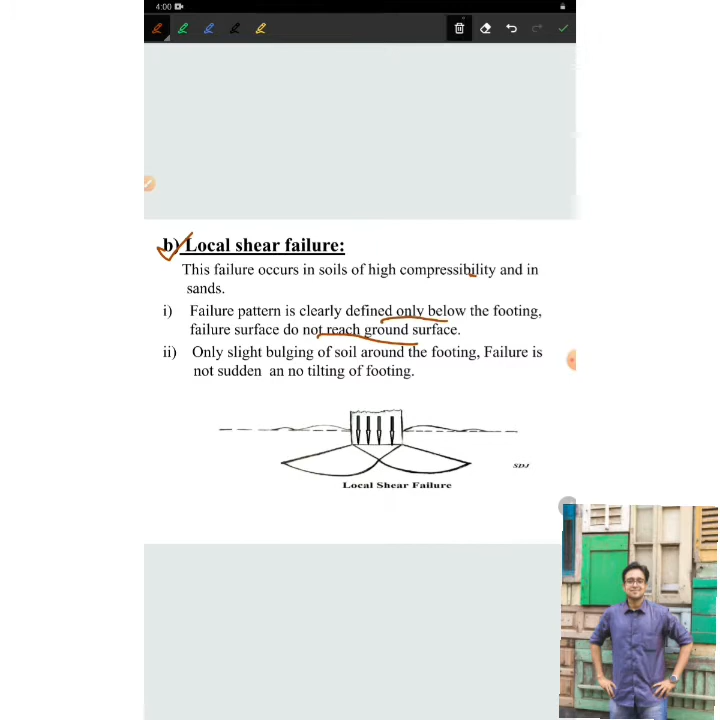 4:00
b) Local shear failure:
This failure occurs in soils of high compressibility and in
sands.
i) Failure pattern is clearly defined only below the footing,
failure surface do not reach ground surface.
ii) Only slight bulging of soil around the footing, Failure is
not sudden an no tilting of footing.
SDJ
Local Shear Failure